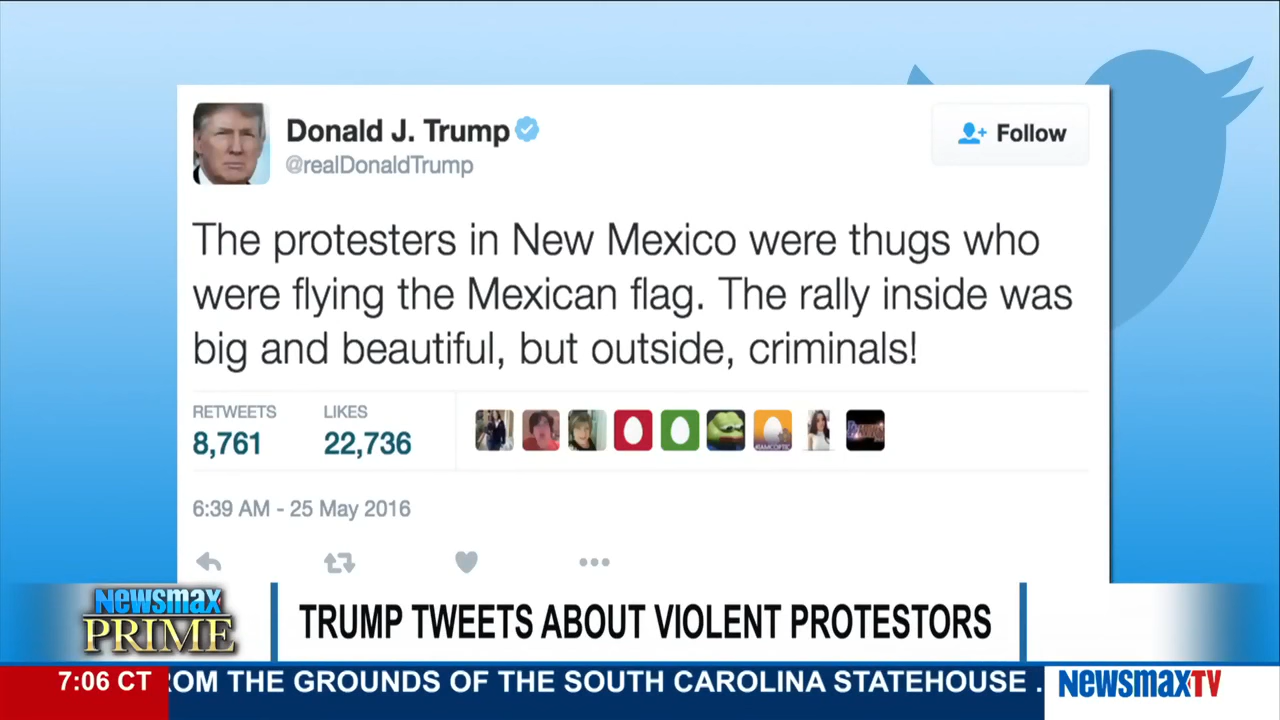 Donald J. Trump
@realDonaldTrump
Follow
The protesters in New Mexico were thugs who
were flying the Mexican flag. The rally inside was
big and beautiful, but outside, criminals!
RETWEETS LIKES
8,761 22,736
6:39 AM - 25 May 2016
Newsmax
PRIME
TRUMP TWEETS ABOUT VIOLENT PROTESTORS
7:06 CT
ROM THE GROUNDS OF THE SOUTH CAROLINA STATEHOUSE .
NEWSMAXTV